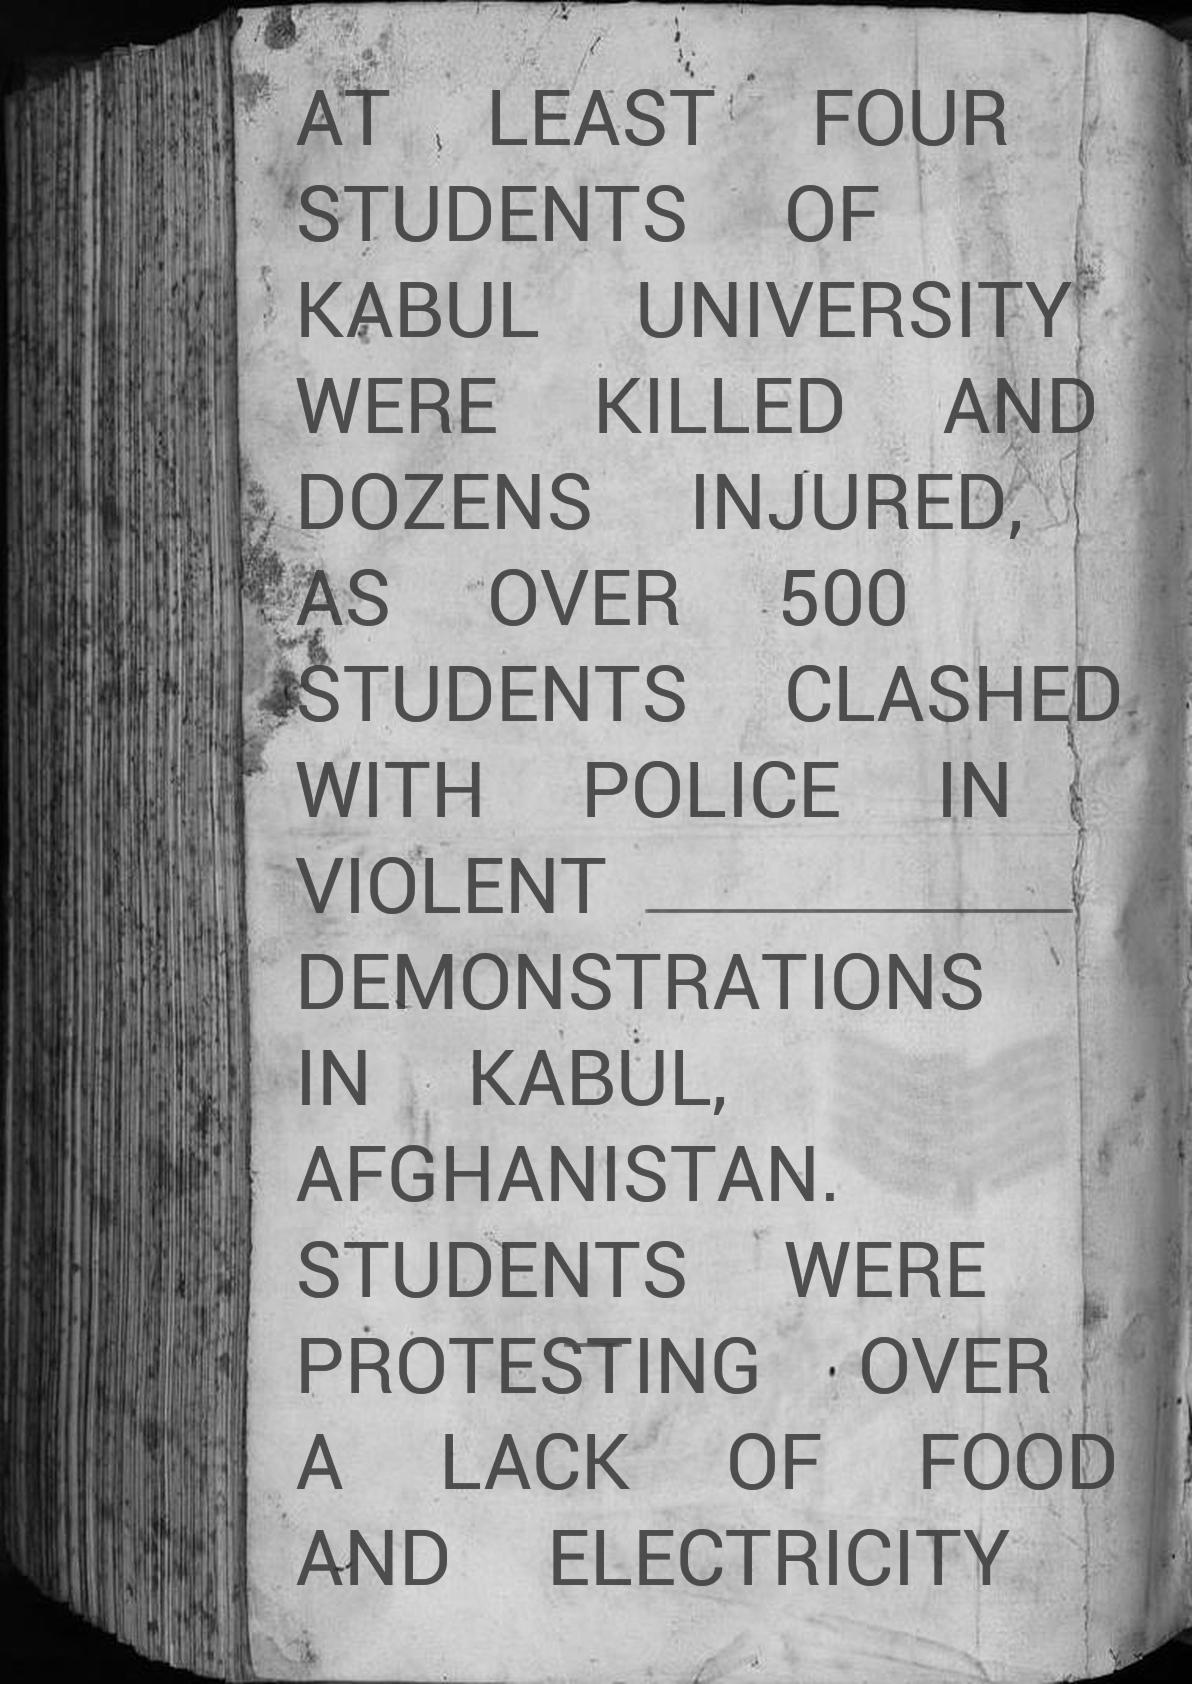 AT LEAST FOUR
STUDENTS OF
KABUL UNIVERSITY
WERE KILLED AND
DOZENS INJURED,
AS OVER 500
STUDENTS CLASHED
WITH POLICE IN
VIOLENT
DEMONSTRATIONS
IN KABUL,
AFGHANISTAN.
STUDENTS WERE
PROTESTING OVER
A LACK OF FOOD
AND ELECTRICITY